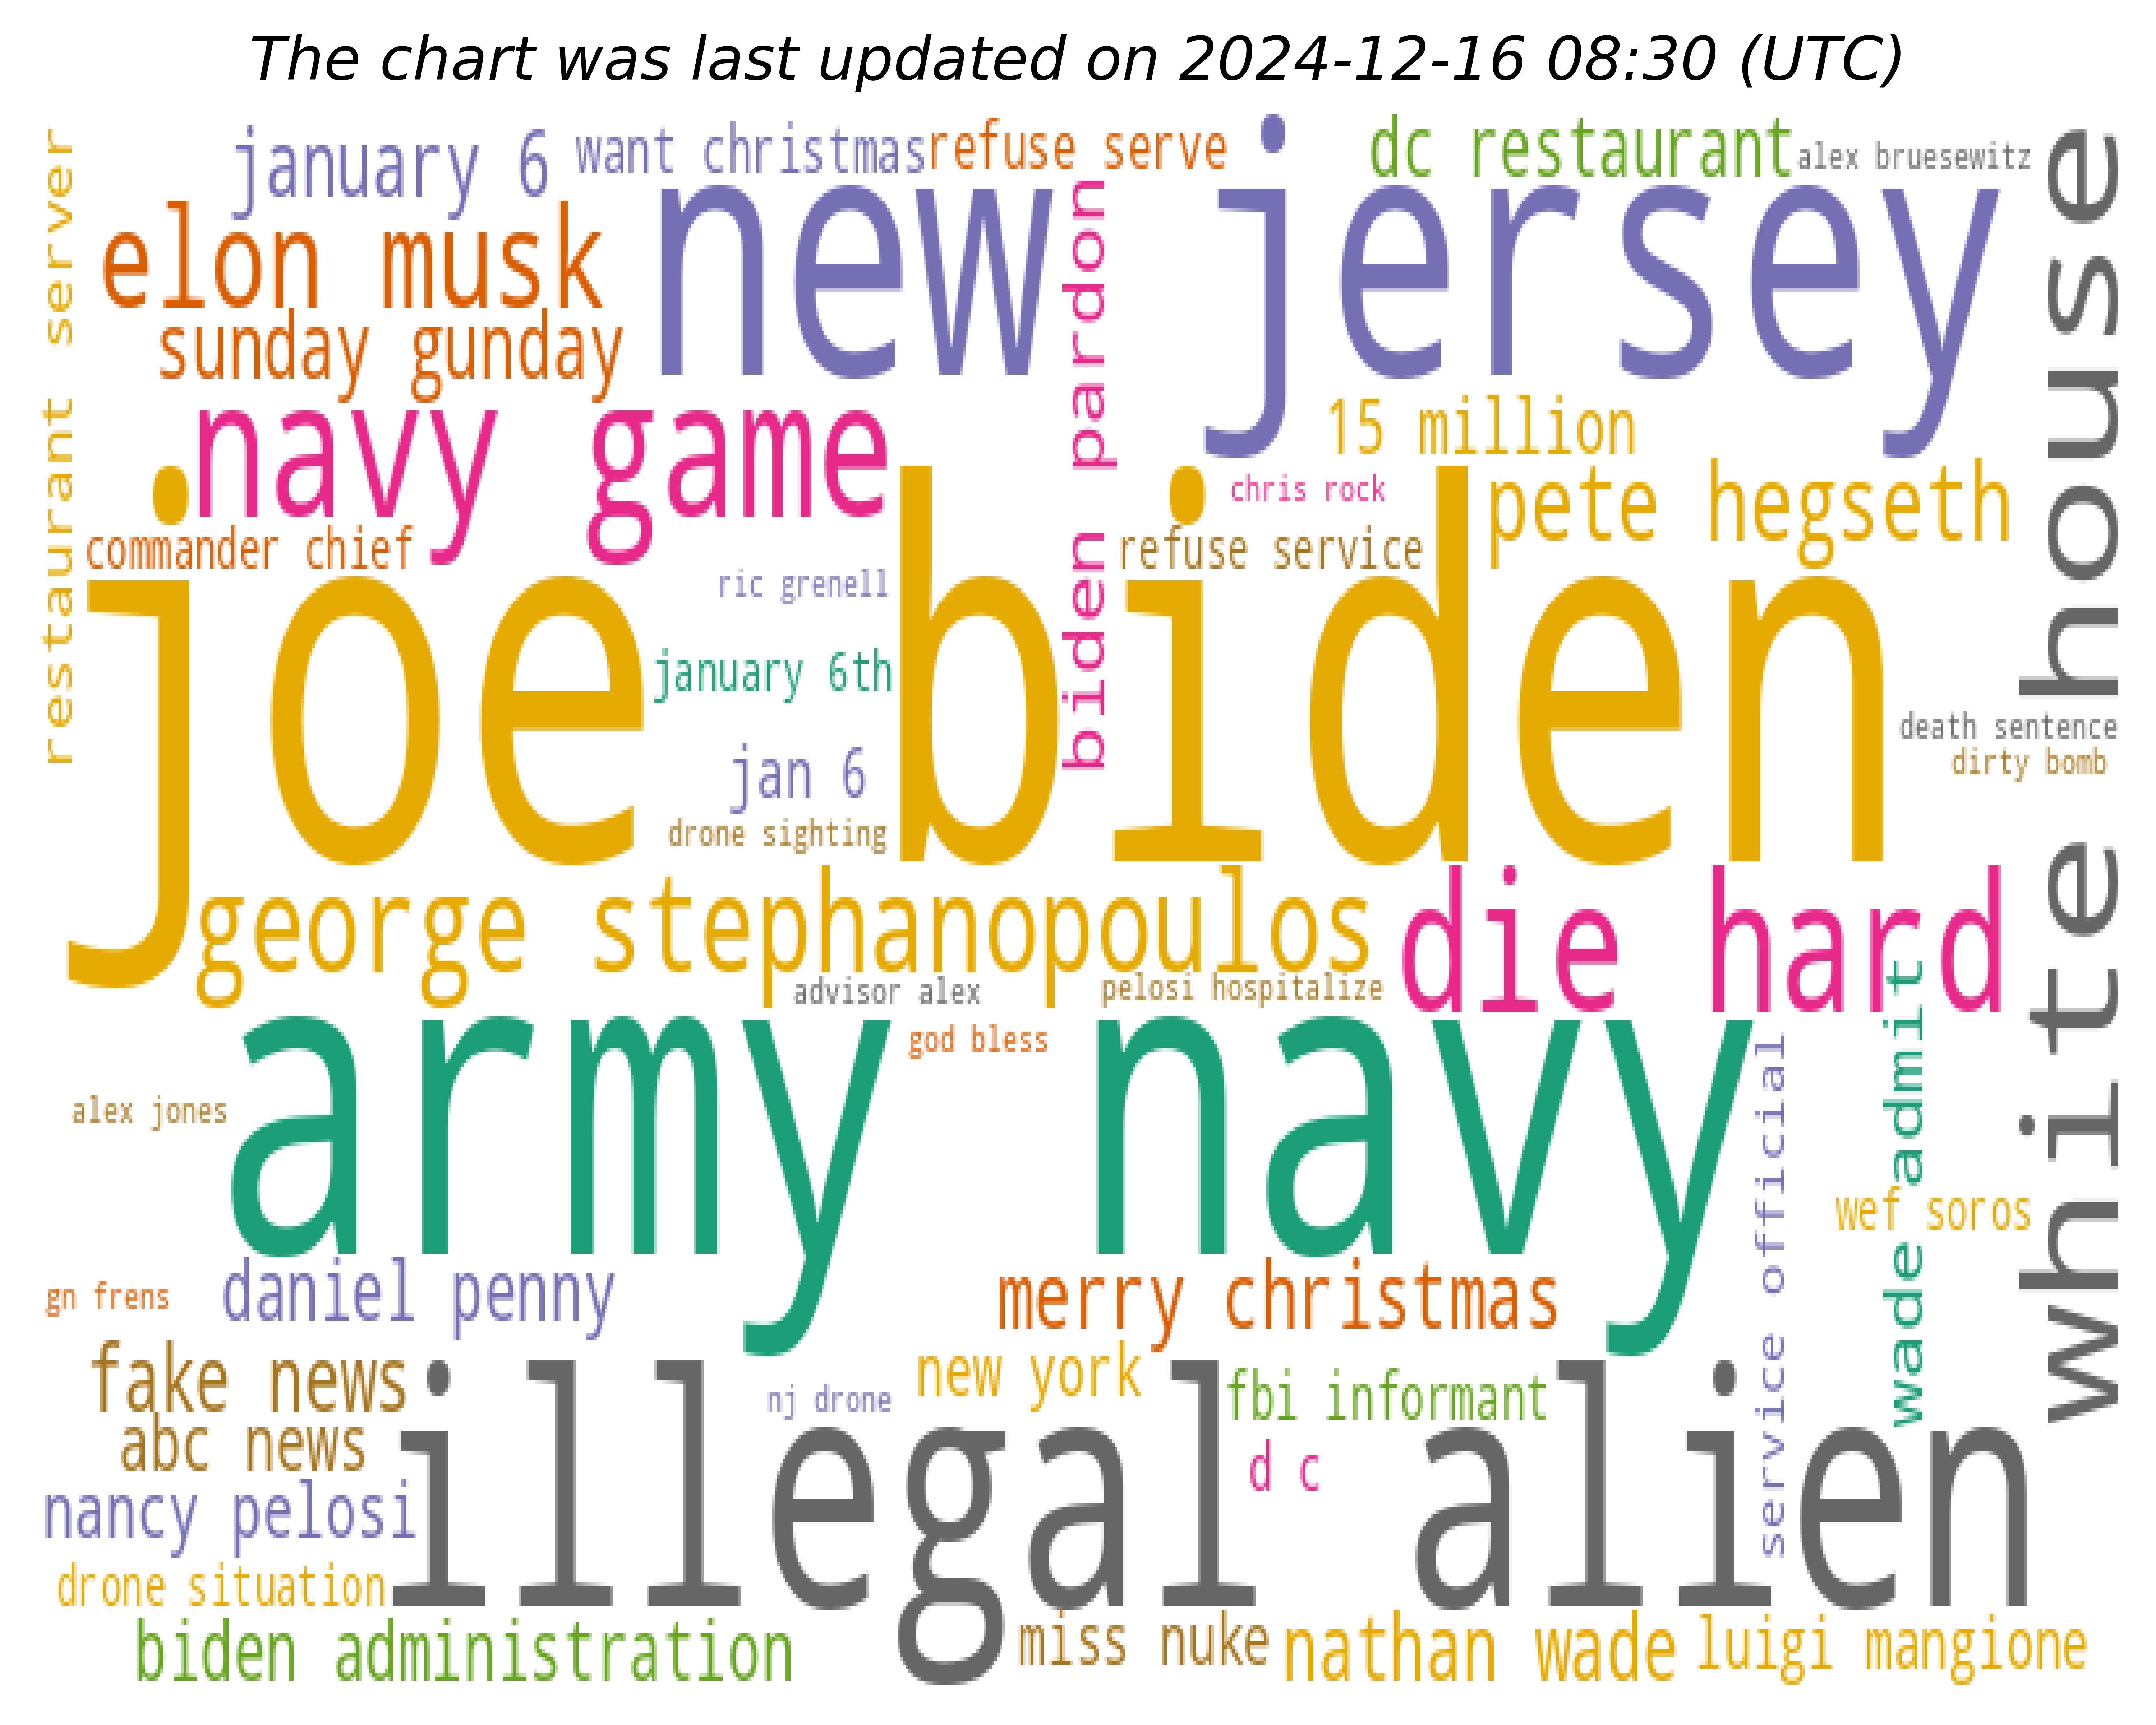 The chart was last updated on 2024-12-16 08:30 (UTC)
restaurant server
january 6
want christmas
refuse serve
dc restaurant
alex bruesewitz
white house
elon musk
new jersey
biden pardon
sunday gunday
navy game
15 million
chris rock
pete hegseth
commander chief
refuse service
ric grenell
joe biden
january 6th
jan 6
death sentence
dirty bomb
drone sighting
george stephanopoulos
die hard
advisor alex
pelosi hospitalize
wade admit
army navy
god bless
service official
alex jones
wef soros
gn frens
daniel penny
merry christmas
fake news
new york
nj drone
fbi informant
abc news
illegal alien
d c
nancy pelosi
drone situation
biden administration
miss nuke
nathan wade
luigi mangione